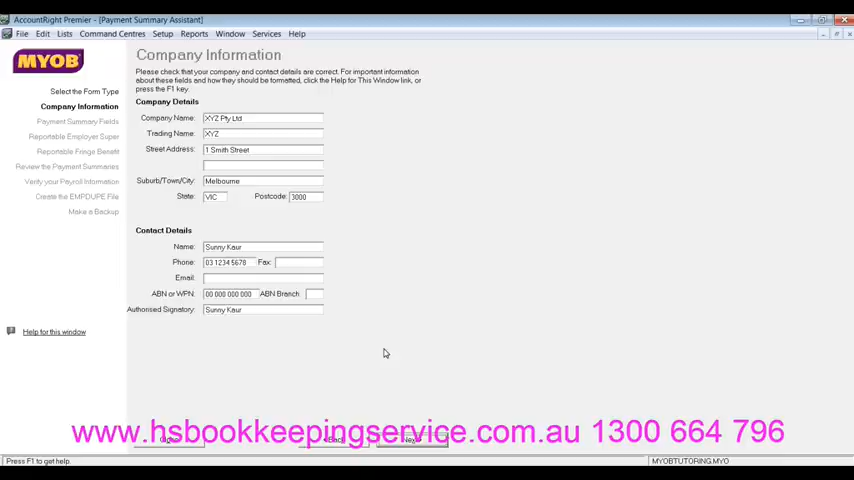 AccountRight Premier - [Payment Summary Assistant]
File Edit Lists Command Centres Setup Reports Window Services Help
MYOB
Select the Form Type
Company Information
Payment Summary Fields
Reportable Employer Super
Reportable Fringe Benefit
Review the Payment Summaries
Verify your Payroll Information
Create the EMPDUPE File
Make a Backup
Help for this window
Company Information
Please check that your company and contact details are correct. For important information
about these fields and how they should be formatted, click the Help for This Window link, or
press the F1 key.
Company Details
Company Name: XYZ Pty Ltd
Trading Name: XYZ
Street Address: 1 Smith Street
Suburb/Town/City: Melbourne
State: VIC Postcode: 3000
Contact Details
Name: Sunny Kaur
Phone: 03 1234 5678 Fax:
Email:
ABN or WPN: 00 000 000 000 ABN Branch:
Authorised Signatory: Sunny Kaur
www.hsbookkeepingservice.com.au 1300 664 796
Press F1 to get help.
MYOBTUTORING.MYO